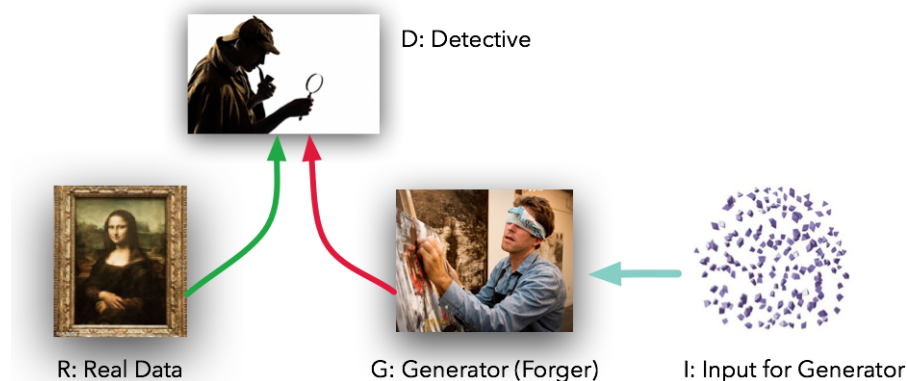 D: Detective
R: Real Data
G: Generator (Forger)
I: Input for Generator